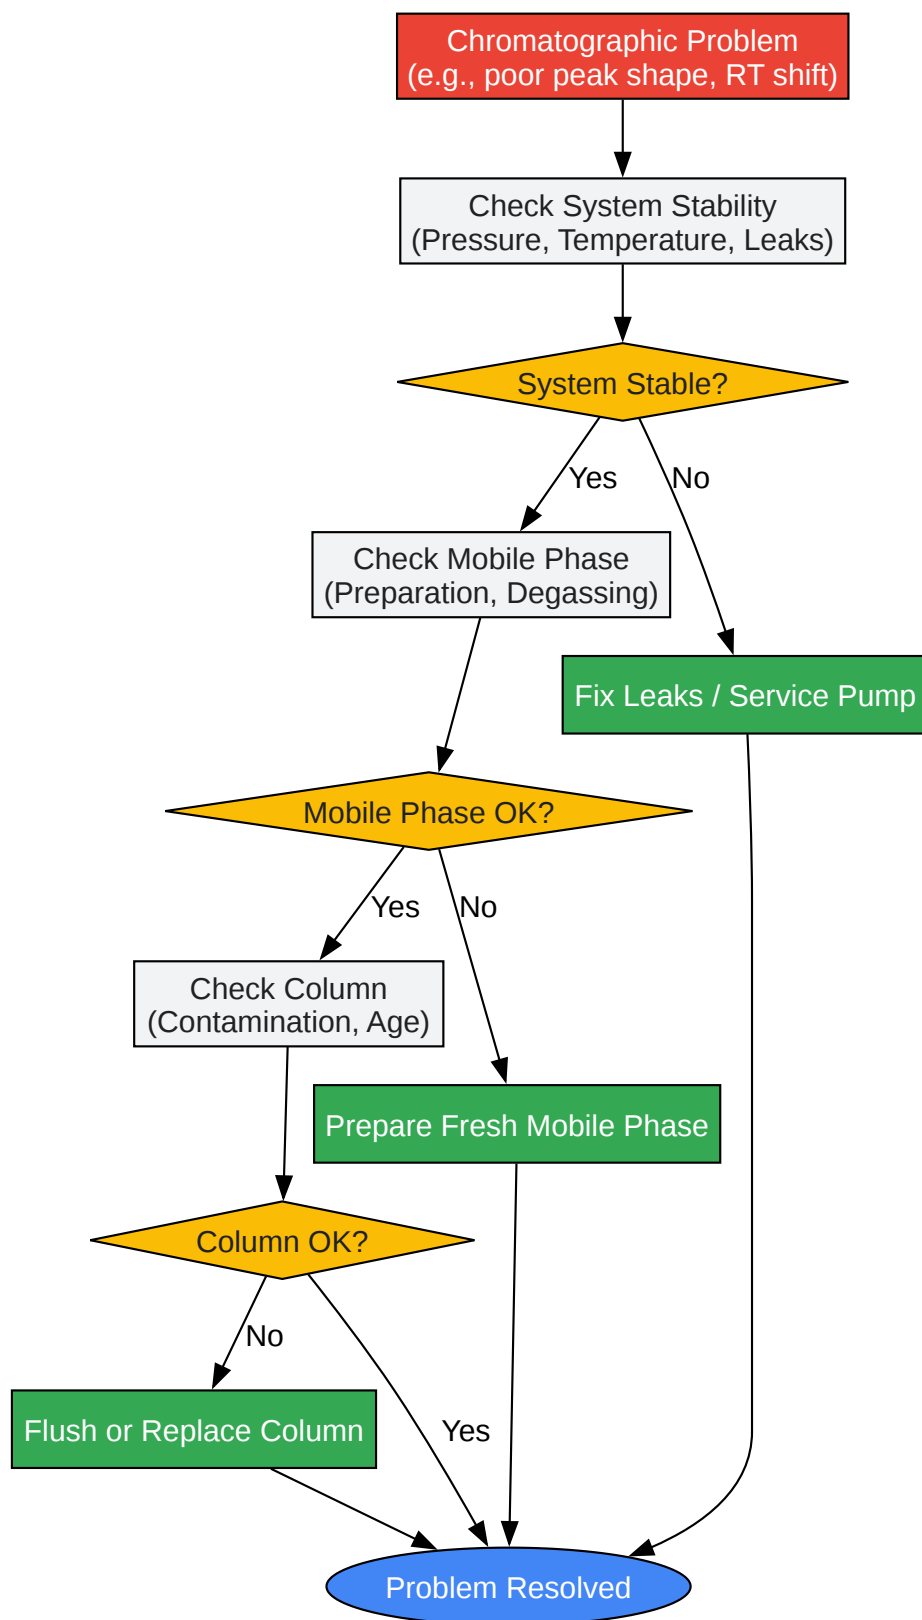 Chromatographic Problem
(e.g., poor peak shape, RT shift)
Check System Stability
(Pressure, Temperature, Leaks)
System Stable?
Yes
No
Check Mobile Phase
(Preparation, Degassing)
Fix Leaks / Service Pump
Mobile Phase OK?
Yes
No
Check Column
(Contamination, Age)
Prepare Fresh Mobile Phase
Column OK?
No
Yes
Flush or Replace Column
Problem Resolved